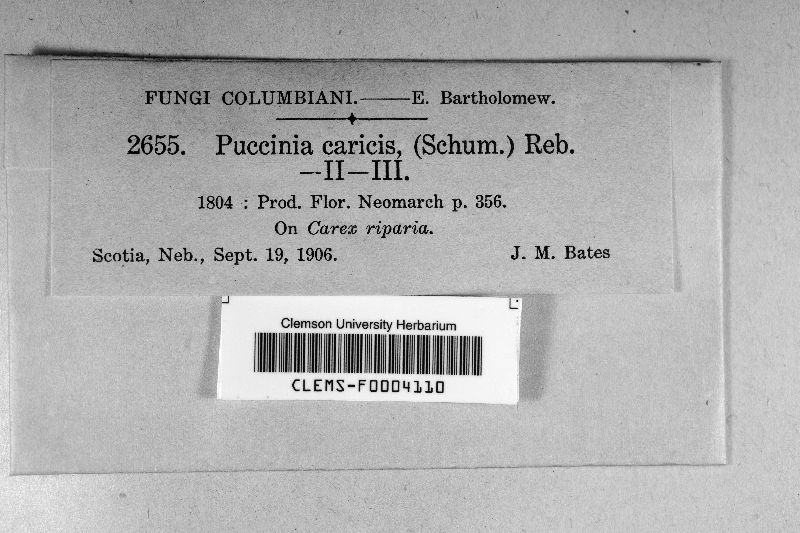 FUNGI COLUMBIANI.——E. Bartholomew.
2655. Puccinia caricis, (Schum.) Reb.
—II—III.
1804 : Prod. Flor. Neomarch p. 356.
On Carex riparia.
Scotia, Neb., Sept. 19, 1906. J. M. Bates
Clemson University Herbarium
CLEMS-F0004110